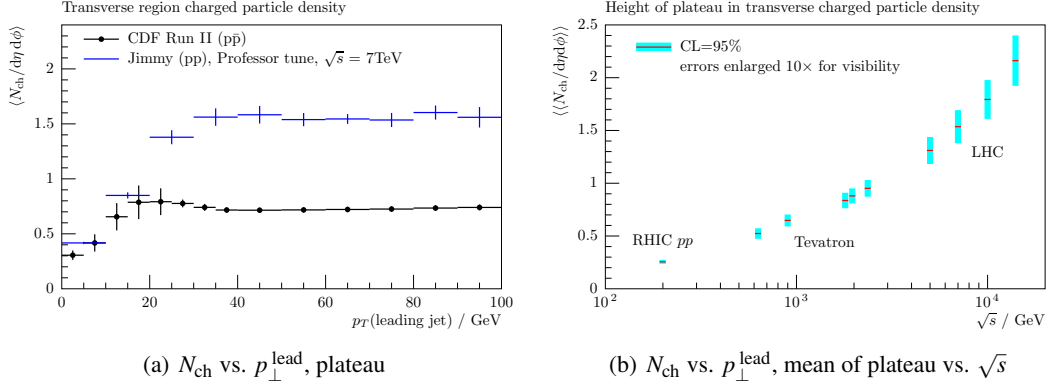 Transverse region charged particle density
CDF Run II (pp̄)
Jimmy (pp), Professor tune, √s = 7TeV
⟨N_ch/dη dϕ⟩
2
1.5
1
0.5
0
0 20 40 60 80 100
p_T(leading jet) / GeV
(a) N_ch vs. p_⊥^lead, plateau
Height of plateau in transverse charged particle density
CL=95%
errors enlarged 10× for visibility
⟨⟨N_ch/dηdϕ⟩⟩
2.5
2
1.5
1
0.5
0
LHC
RHIC pp
Tevatron
10^2 10^3 10^4
√s / GeV
(b) N_ch vs. p_⊥^lead, mean of plateau vs. √s